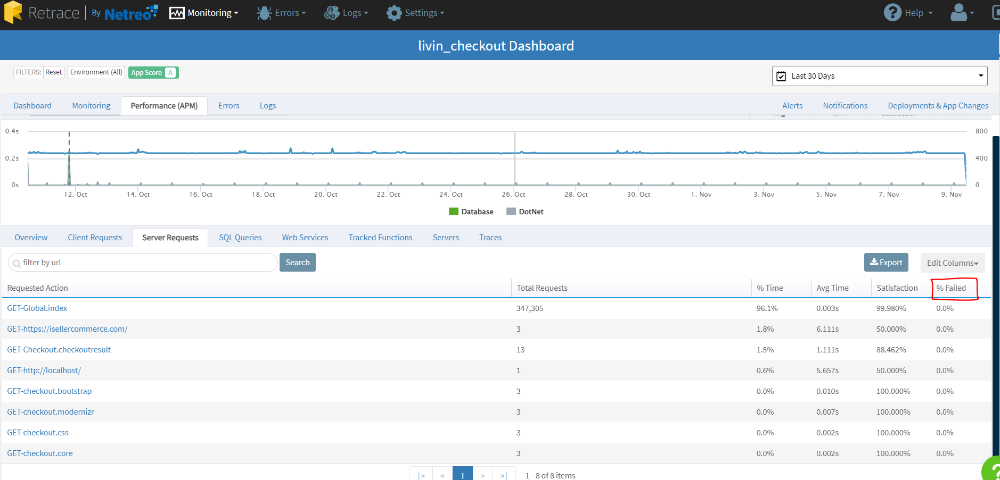 Retrace | By Netreo Monitoring Errors Logs Settings Help
livin_checkout Dashboard
FILTERS: Reset Environment (All) App Score A Last 30 Days
Dashboard Monitoring Performance (APM) Errors Logs Alerts Notifications Deployments & App Changes
0.4s 800
0.2s 400
0s 0
12. Oct 14. Oct 16. Oct 18. Oct 20. Oct 22. Oct 24. Oct 26. Oct 28. Oct 30. Oct 1. Nov 3. Nov 5. Nov 7. Nov 9. Nov
Database DotNet
Overview Client Requests Server Requests SQL Queries Web Services Tracked Functions Servers Traces
filter by url Search Export Edit Columns
Requested Action Total Requests % Time Avg Time Satisfaction % Failed
GET-Global.index 347,305 96.1% 0.003s 99.980% 0.0%
GET-https://isellercommerce.com/ 3 1.8% 6.111s 50.000% 0.0%
GET-Checkout.checkoutresult 13 1.5% 1.111s 88.462% 0.0%
GET-http://localhost/ 1 0.6% 5.657s 50.000% 0.0%
GET-checkout.bootstrap 3 0.0% 0.010s 100.000% 0.0%
GET-checkout.modernizr 3 0.0% 0.007s 100.000% 0.0%
GET-checkout.css 3 0.0% 0.002s 100.000% 0.0%
GET-checkout.core 3 0.0% 0.002s 100.000% 0.0%
|« « 1 » »| 1 - 8 of 8 items